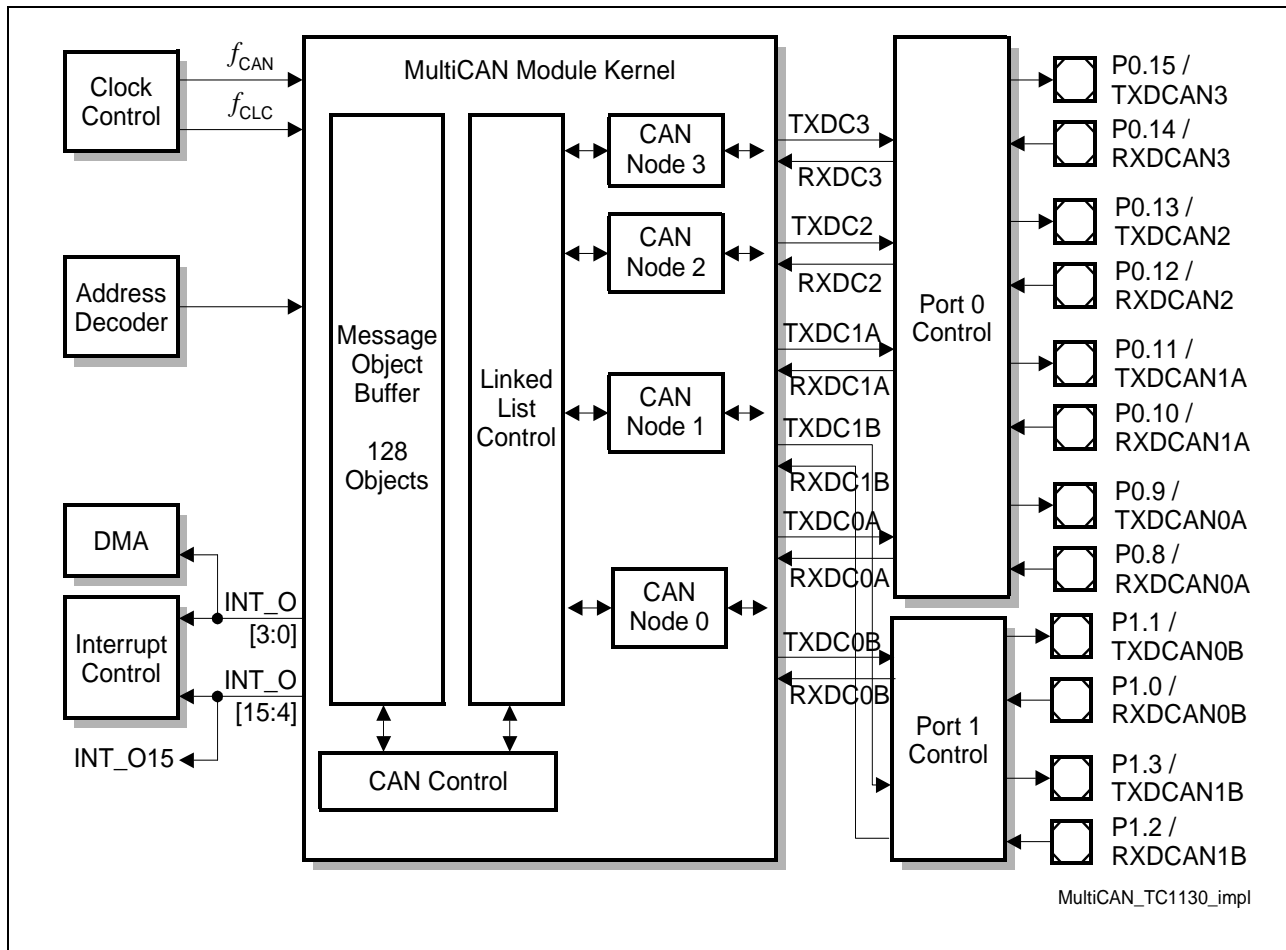 Clock
Control
fCAN
fCLC
Address
Decoder
DMA
Interrupt
Control
INT_O
[3:0]
INT_O
[15:4]
INT_O15
MultiCAN Module Kernel
Message
Object
Buffer
128
Objects
Linked
List
Control
CAN
Node 3
CAN
Node 2
CAN
Node 1
CAN
Node 0
CAN Control
TXDC3
RXDC3
TXDC2
RXDC2
TXDC1A
RXDC1A
TXDC1B
RXDC1B
TXDC0A
RXDC0A
TXDC0B
RXDC0B
Port 0
Control
Port 1
Control
P0.15 /
TXDCAN3
P0.14 /
RXDCAN3
P0.13 /
TXDCAN2
P0.12 /
RXDCAN2
P0.11 /
TXDCAN1A
P0.10 /
RXDCAN1A
P0.9 /
TXDCAN0A
P0.8 /
RXDCAN0A
P1.1 /
TXDCAN0B
P1.0 /
RXDCAN0B
P1.3 /
TXDCAN1B
P1.2 /
RXDCAN1B
MultiCAN_TC1130_impl